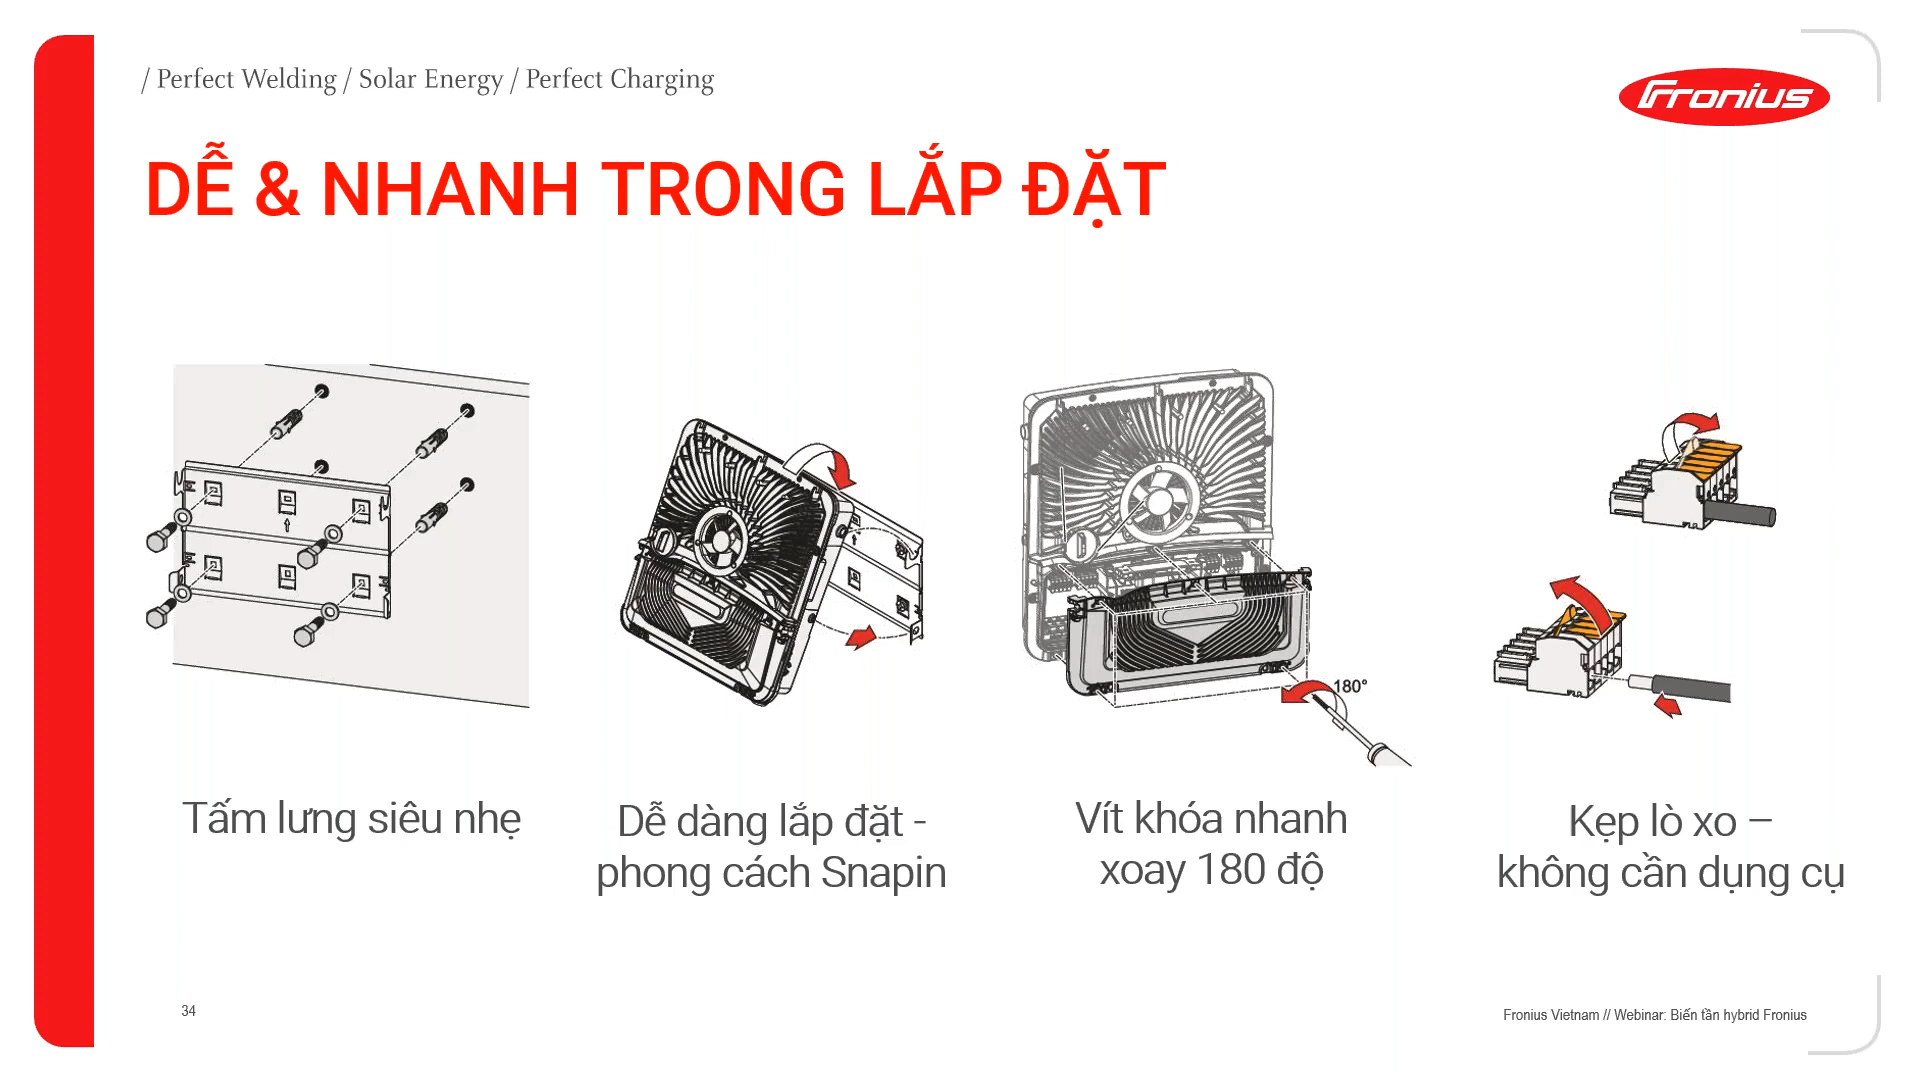 / Perfect Welding / Solar Energy / Perfect Charging
Fronius
DỄ & NHANH TRONG LẮP ĐẶT
180°
Tấm lưng siêu nhẹ
Dễ dàng lắp đặt -
phong cách Snapin
Vít khóa nhanh
xoay 180 độ
Kẹp lò xo –
không cần dụng cụ
34
Fronius Vietnam // Webinar: Biến tần hybrid Fronius